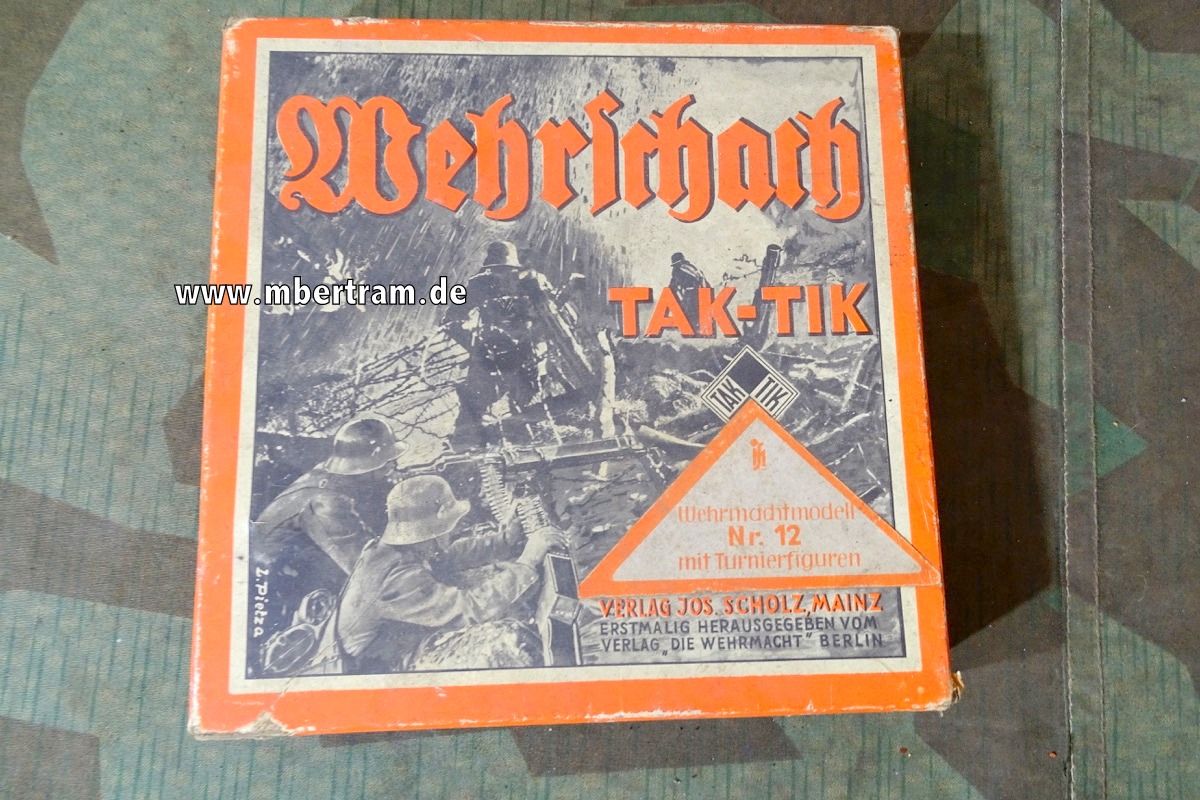 Wehrschach
www.mbertram.de
TAK-TIK
TAK TIK
Wehrmachtmodell
Nr. 12
mit Turnierfiguren
L. Pietza
VERLAG JOS. SCHOLZ, MAINZ
ERSTMALIG HERAUSGEGEBEN VOM
VERLAG „DIE WEHRMACHT" BERLIN